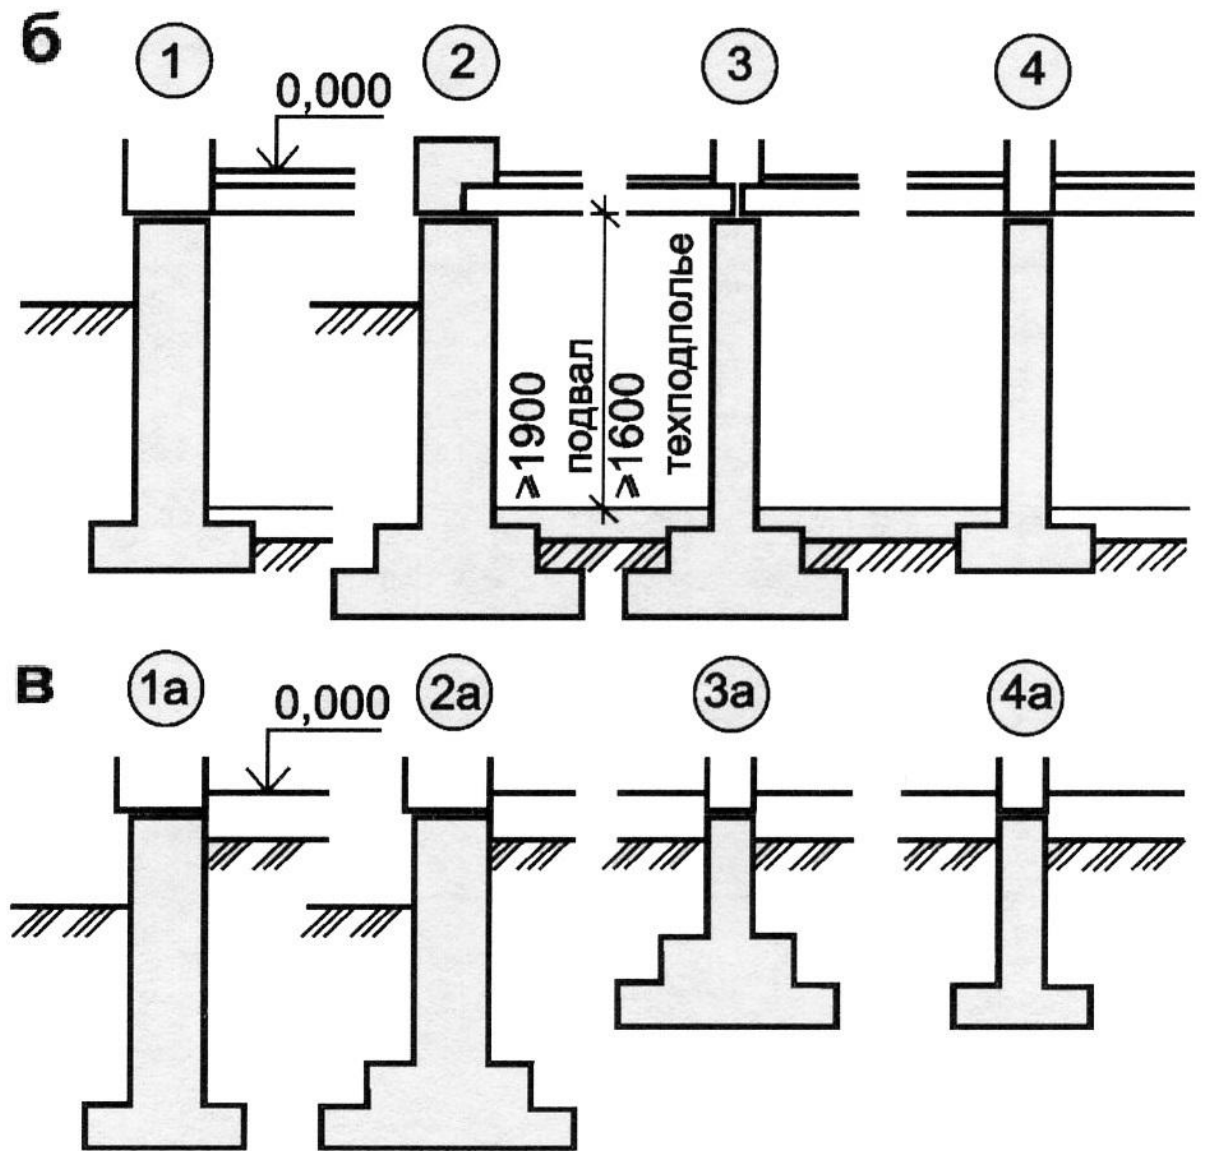 б
1 2 3 4
0,000
⩾1900
подвал
⩾1600
техподполье
в
1а 2а 3а 4а
0,000